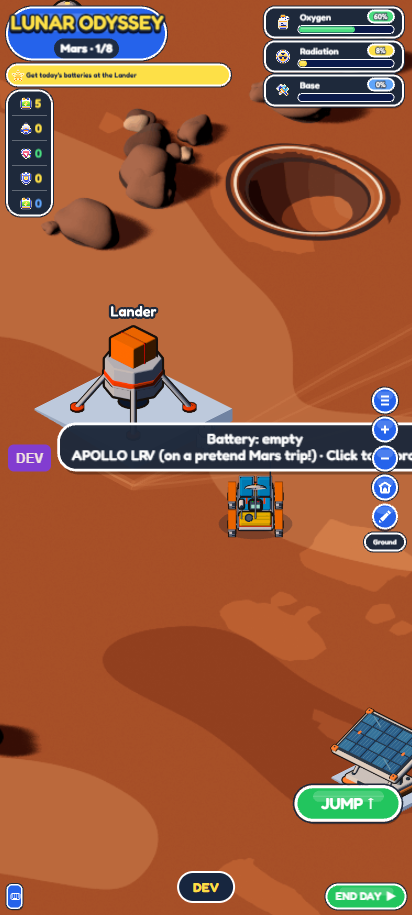 LUNAR ODYSSEY
Mars · 1/8
Get today's batteries at the Lander
5
0
0
0
0
Oxygen 60%
Radiation 8%
Base 0%
Lander
DEV
Battery: empty
APOLLO LRV (on a pretend Mars trip!) · Click
Ground
JUMP ↑
DEV
END DAY ▶